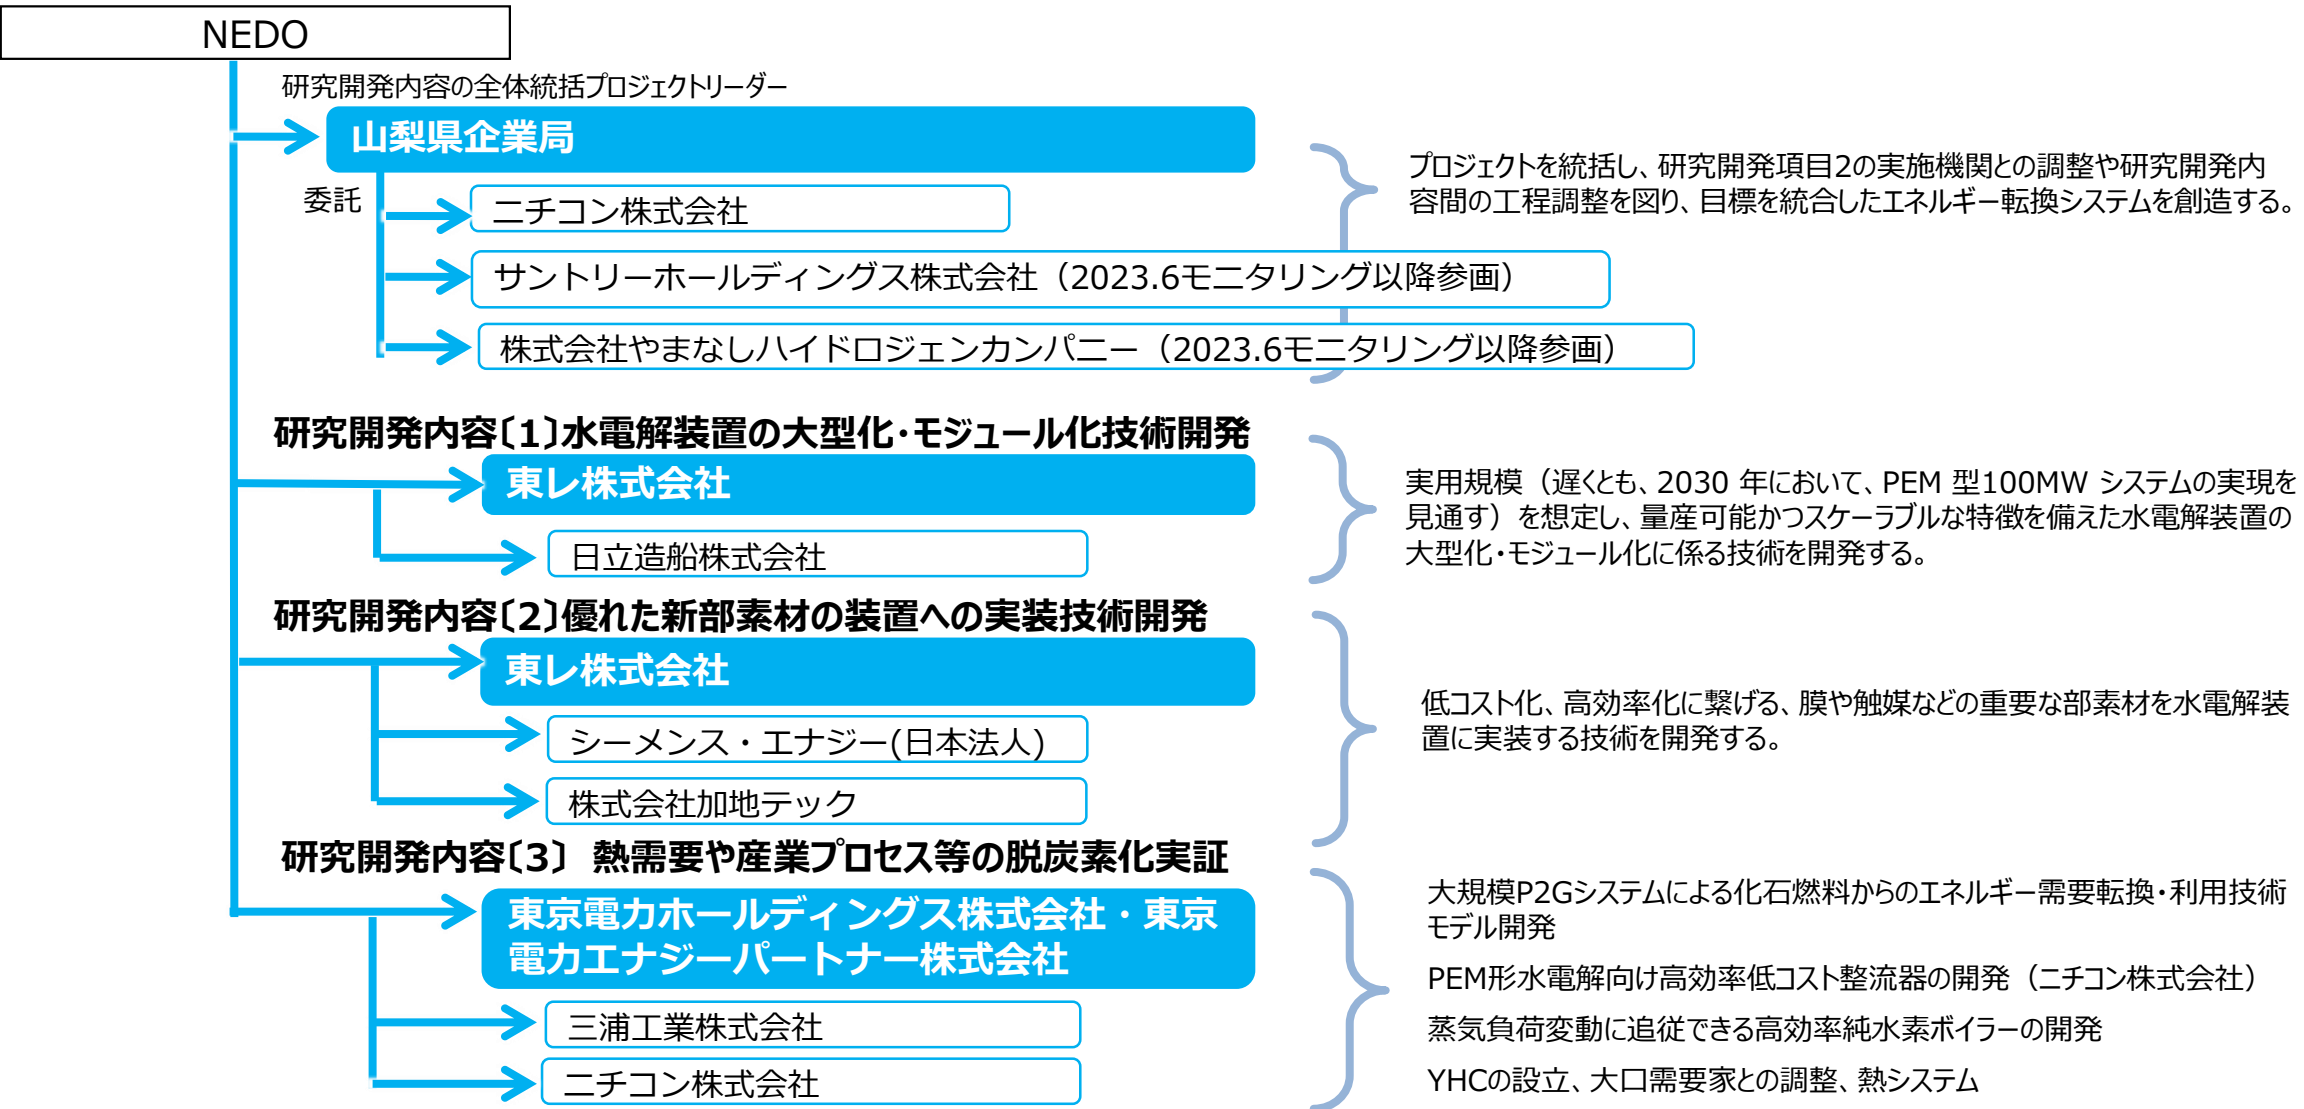 NEDO
研究開発内容の全体統括プロジェクトリーダー
山梨県企業局
委託
ニチコン株式会社
サントリーホールディングス株式会社（2023.6モニタリング以降参画）
株式会社やまなしハイドロジェンカンパニー（2023.6モニタリング以降参画）
プロジェクトを統括し、研究開発項目2の実施機関との調整や研究開発内
容間の工程調整を図り、目標を統合したエネルギー転換システムを創造する。
研究開発内容〔1〕水電解装置の大型化･モジュール化技術開発
東レ株式会社
日立造船株式会社
実用規模（遅くとも、2030 年において、PEM 型100MW システムの実現を
見通す）を想定し、量産可能かつスケーラブルな特徴を備えた水電解装置の
大型化･モジュール化に係る技術を開発する。
研究開発内容〔2〕優れた新部素材の装置への実装技術開発
東レ株式会社
シーメンス・エナジー(日本法人)
株式会社加地テック
低コスト化、高効率化に繋げる、膜や触媒などの重要な部素材を水電解装
置に実装する技術を開発する。
研究開発内容〔3〕 熱需要や産業プロセス等の脱炭素化実証
東京電力ホールディングス株式会社・東京
電力エナジーパートナー株式会社
三浦工業株式会社
ニチコン株式会社
大規模P2Gシステムによる化石燃料からのエネルギー需要転換・利用技術
モデル開発
PEM形水電解向け高効率低コスト整流器の開発（ニチコン株式会社）
蒸気負荷変動に追従できる高効率純水素ボイラーの開発
YHCの設立、大口需要家との調整、熱システム